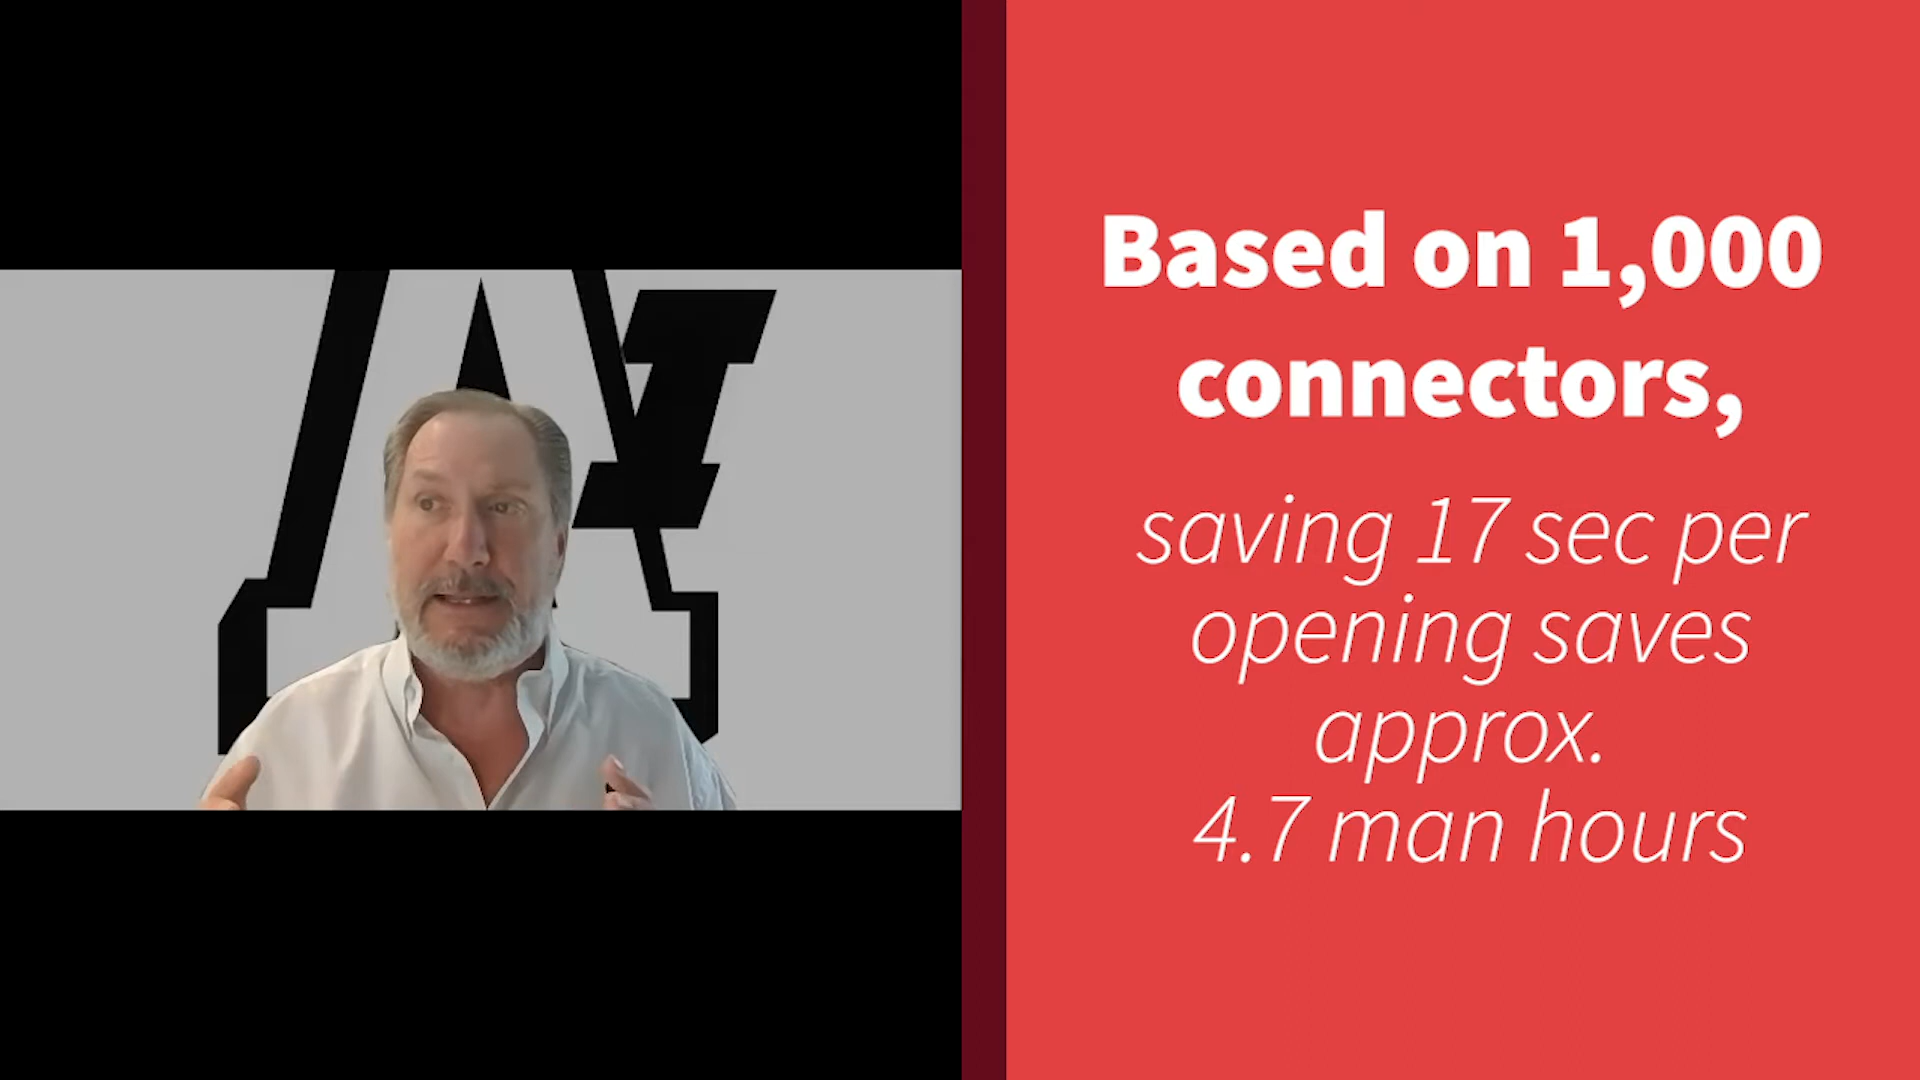 Based on 1,000
connectors,
saving 17 sec per
opening saves
approx.
4.7 man hours